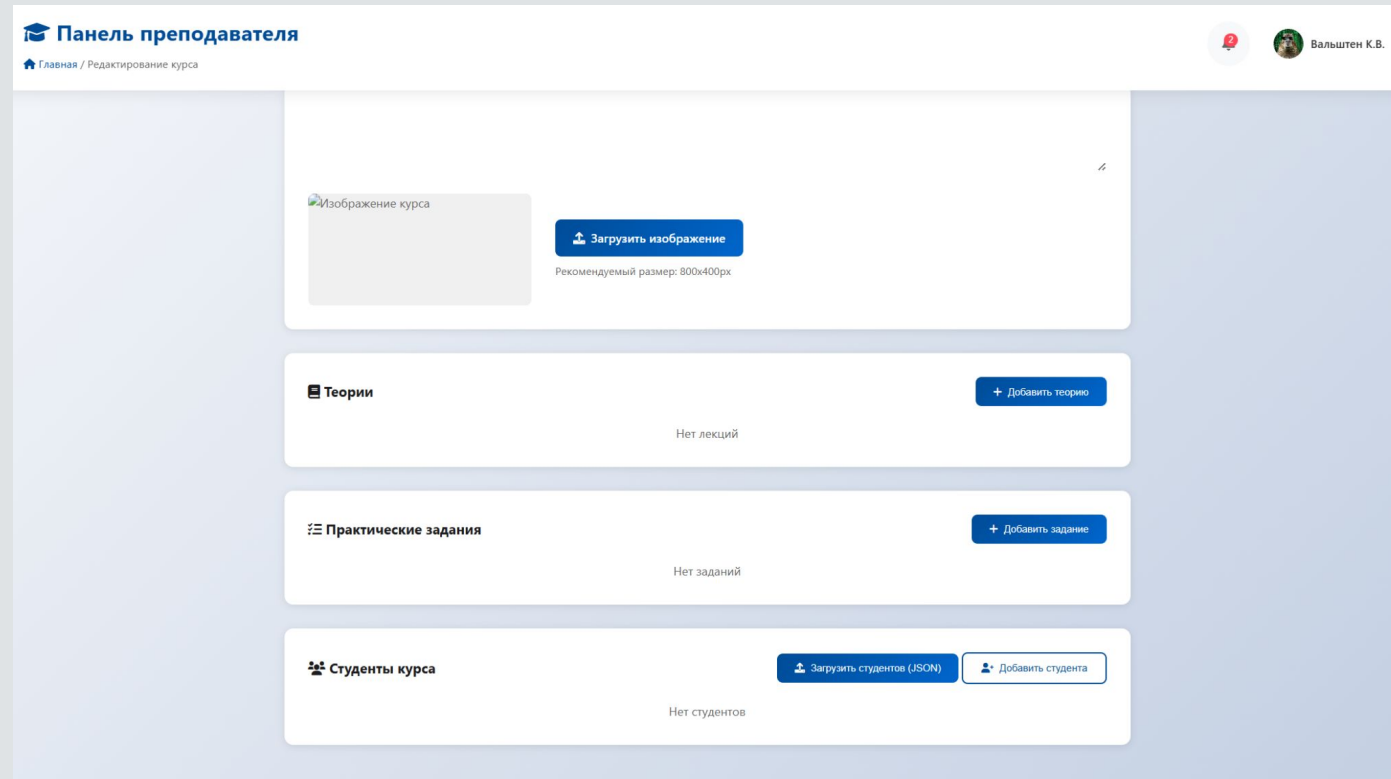 Панель преподавателя
Главная / Редактирование курса
2
Вальштен К.В.
Изображение курса
Загрузить изображение
Рекомендуемый размер: 800x400px
Теории
+ Добавить теорию
Нет лекций
Практические задания
+ Добавить задание
Нет заданий
Студенты курса
Загрузить студентов (JSON)
Добавить студента
Нет студентов